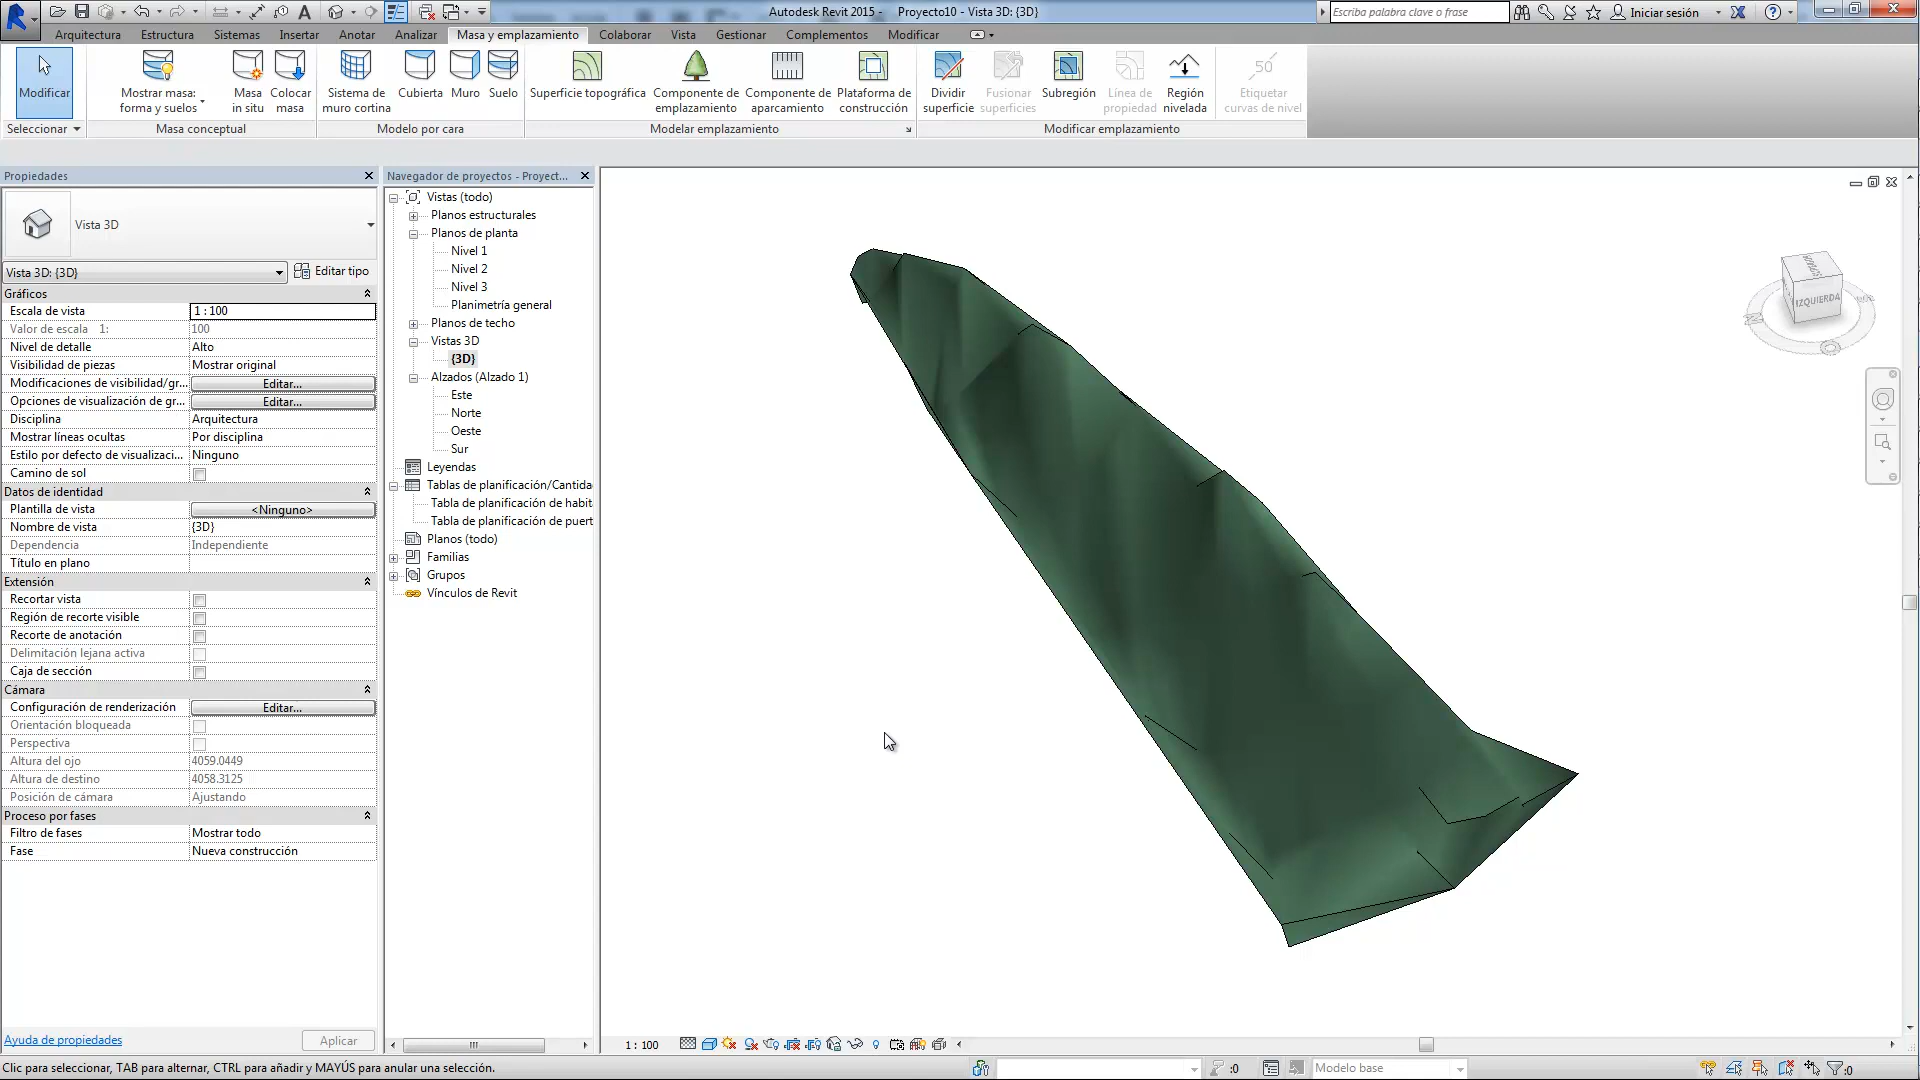 Autodesk Revit 2015 - Proyecto10 - Vista 3D: {3D}
Escriba palabra clave o frase
Iniciar sesión
Arquitectura Estructura Sistemas Insertar Anotar Analizar Masa y emplazamiento Colaborar Vista Gestionar Complementos Modificar
Modificar
Mostrar masa: forma y suelos
Masa in situ
Colocar masa
Sistema de muro cortina
Cubierta
Muro
Suelo
Superficie topográfica
Componente de emplazamiento
Componente de aparcamiento
Plataforma de construcción
Dividir superficie
Fusionar superficies
Subregión
Línea de propiedad
Región nivelada
50
Etiquetar curvas de nivel
Seleccionar
Masa conceptual
Modelo por cara
Modelar emplazamiento
Modificar emplazamiento
Propiedades
Vista 3D
Vista 3D: {3D}
Editar tipo
Gráficos
Escala de vista 1 : 100
Valor de escala 1: 100
Nivel de detalle Alto
Visibilidad de piezas Mostrar original
Modificaciones de visibilidad/gr... Editar...
Opciones de visualización de gr... Editar...
Disciplina Arquitectura
Mostrar líneas ocultas Por disciplina
Estilo por defecto de visualizaci... Ninguno
Camino de sol
Datos de identidad
Plantilla de vista <Ninguno>
Nombre de vista {3D}
Dependencia Independiente
Título en plano
Extensión
Recortar vista
Región de recorte visible
Recorte de anotación
Delimitación lejana activa
Caja de sección
Cámara
Configuración de renderización Editar...
Orientación bloqueada
Perspectiva
Altura del ojo 4059.0449
Altura de destino 4058.3125
Posición de cámara Ajustando
Proceso por fases
Filtro de fases Mostrar todo
Fase Nueva construcción
Ayuda de propiedades
Aplicar
Navegador de proyectos - Proyect...
Vistas (todo)
Planos estructurales
Planos de planta
Nivel 1
Nivel 2
Nivel 3
Planimetría general
Planos de techo
Vistas 3D
{3D}
Alzados (Alzado 1)
Este
Norte
Oeste
Sur
Leyendas
Tablas de planificación/Cantida
Tabla de planificación de habit
Tabla de planificación de puert
Planos (todo)
Familias
Grupos
Vínculos de Revit
IZQUIERDA
N
1 : 100
Clic para seleccionar, TAB para alternar, CTRL para añadir y MAYÚS para anular una selección.
:0
Modelo base
:0